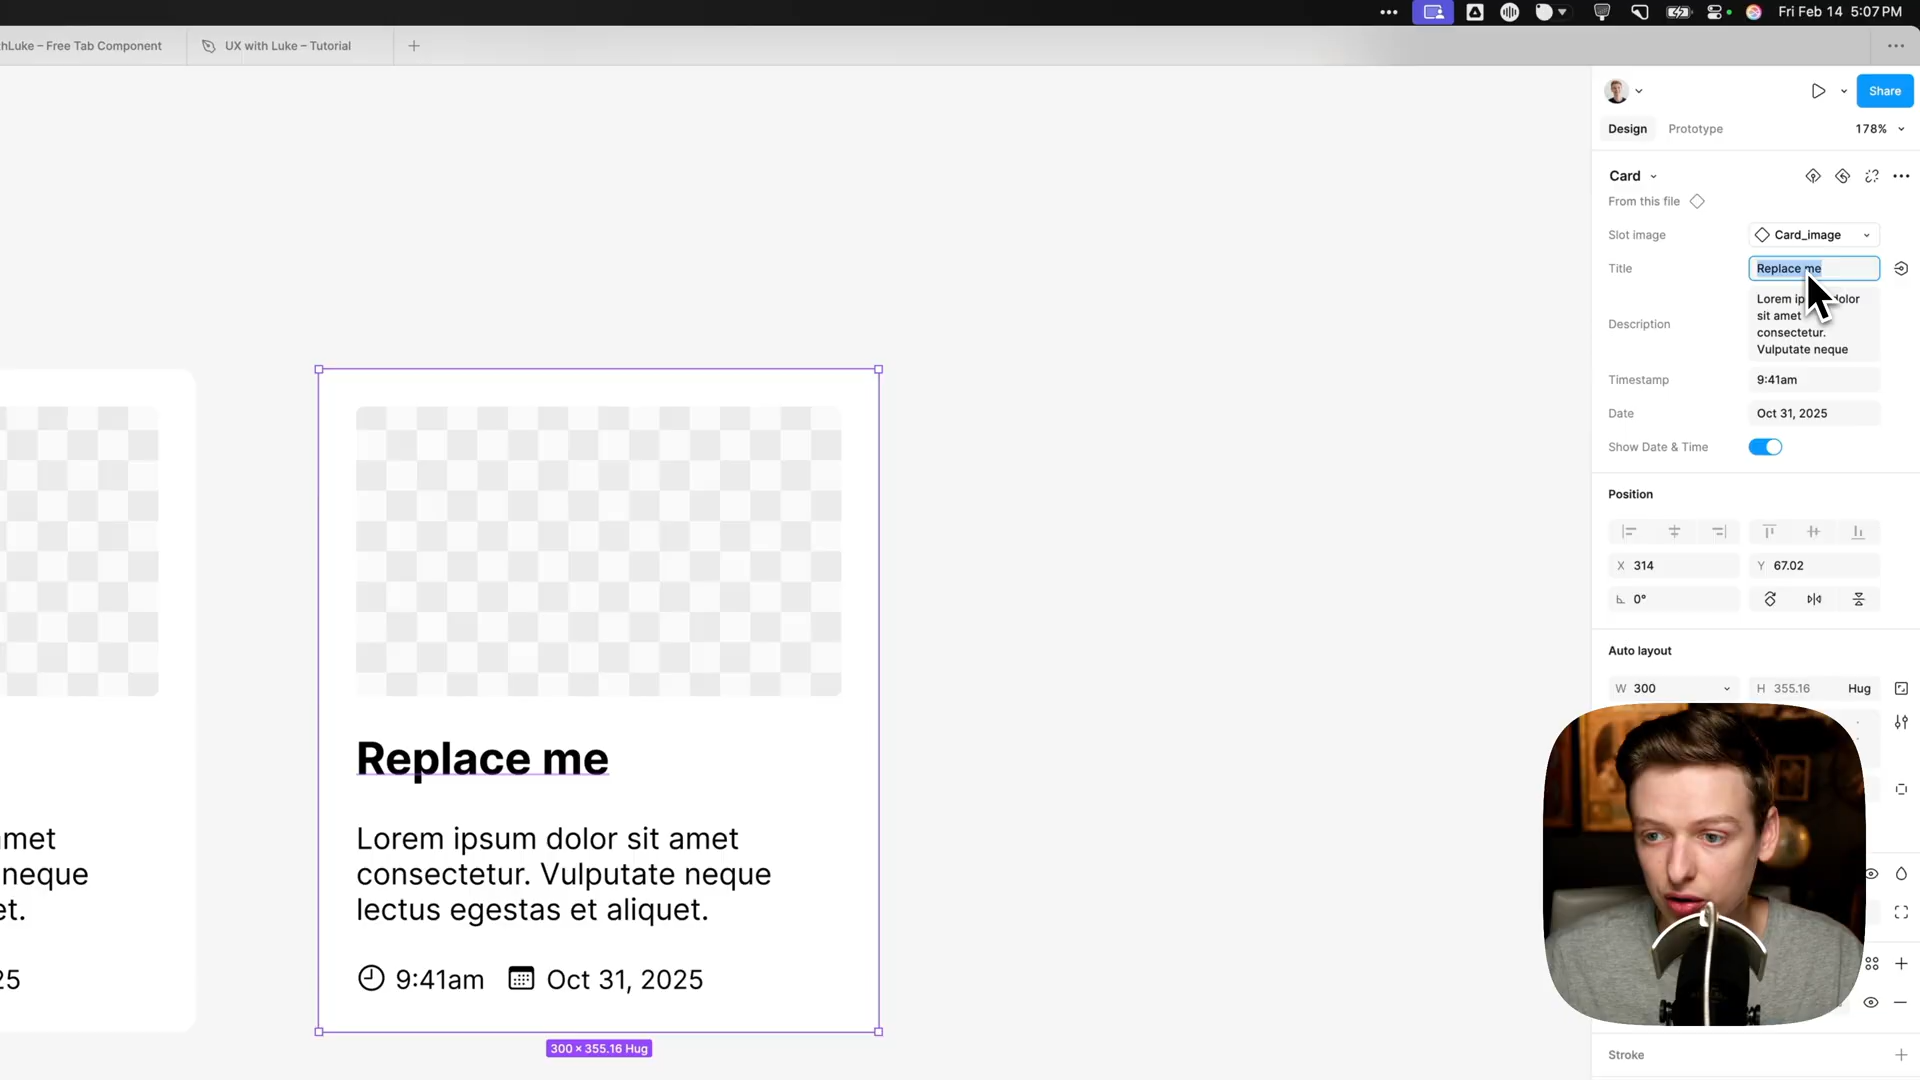 Fri Feb 14 5:07 PM
hLuke – Free Tab Component
UX with Luke – Tutorial
Share
Design
Prototype
178%
Card
From this file
Slot image
Card_image
Title
Replace me
Description
Lorem ip dolor
sit amet
consectetur.
Vulputate neque
Timestamp
9:41am
Date
Oct 31, 2025
Show Date & Time
Position
X 314
Y 67.02
0°
Auto layout
W 300
H 355.16
Hug
Stroke
met
neque
et.
25
Replace me
Lorem ipsum dolor sit amet
consectetur. Vulputate neque
lectus egestas et aliquet.
9:41am
Oct 31, 2025
300 × 355.16 Hug